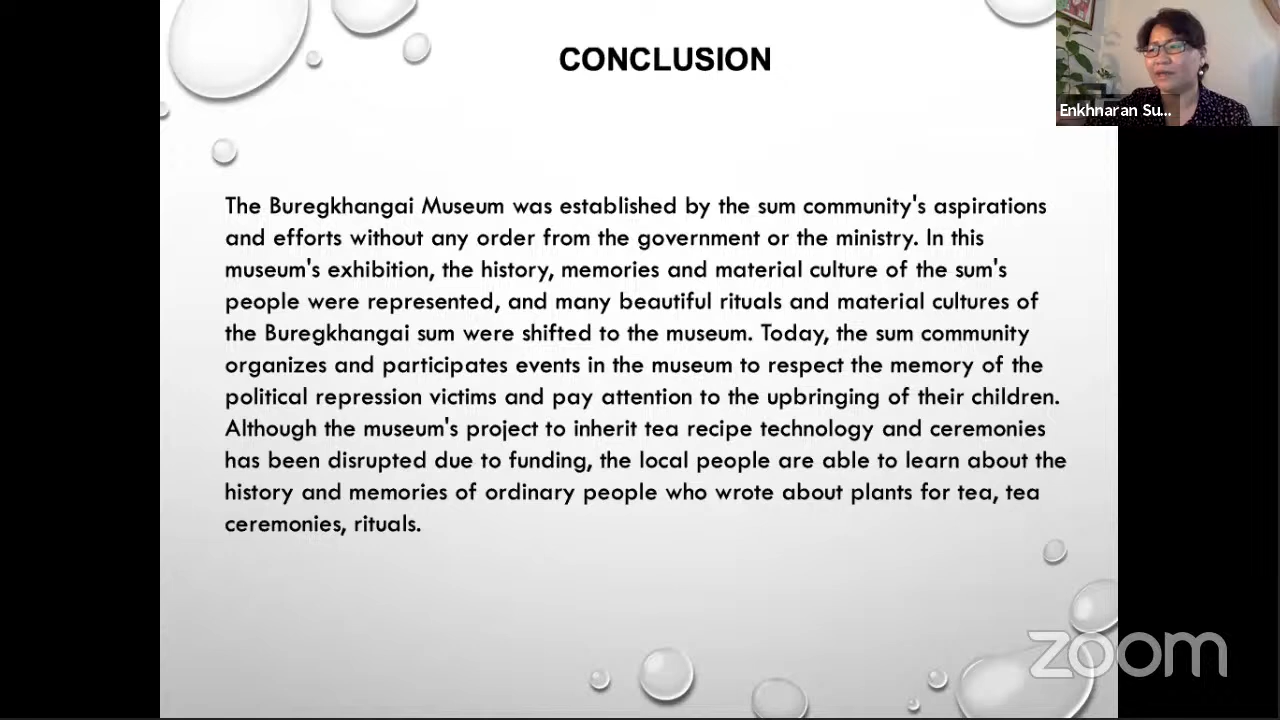 CONCLUSION
Enkhnaran Su...
The Buregkhangai Museum was established by the sum community's aspirations
and efforts without any order from the government or the ministry. In this
museum's exhibition, the history, memories and material culture of the sum's
people were represented, and many beautiful rituals and material cultures of
the Buregkhangai sum were shifted to the museum. Today, the sum community
organizes and participates events in the museum to respect the memory of the
political repression victims and pay attention to the upbringing of their children.
Although the museum's project to inherit tea recipe technology and ceremonies
has been disrupted due to funding, the local people are able to learn about the
history and memories of ordinary people who wrote about plants for tea, tea
ceremonies, rituals.
zoom